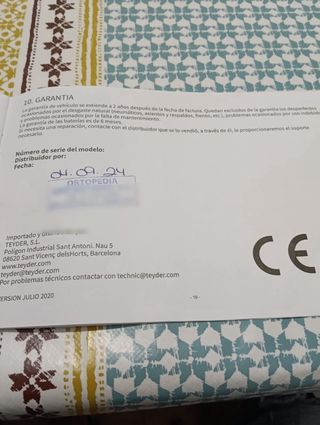 10. GARANTIA
La garantía de vehículo se extiende a 2 años después de la fecha de factura. Quedan excluidos de la garantía los desperfectos
ocasionados por el desgaste natural (neumáticos, asientos y respaldos, frenos, etc.), problemas ocasionados por uso indebido
y problemas ocasionados por la falta de mantenimiento.
La garantía de las baterías es de 6 meses.
Si necesita una reparación, contacte con el distribuidor que se lo vendió, a través de él, le proporcionaremos el soporte
necesario.
Número de serie del modelo:
Distribuidor por:
Fecha:
04.09.24
ORTOPEDIA
Importado y
TEYDER, S.L.
Polígon Industrial Sant Antoni. Nau 5
08620 Sant Vicenç delsHorts, Barcelona
www.teyder.com
teyder@teyder.com
Por problemas técnicos contactar con technic@teyder.com
CE
VERSION JULIO 2020
- 19 -